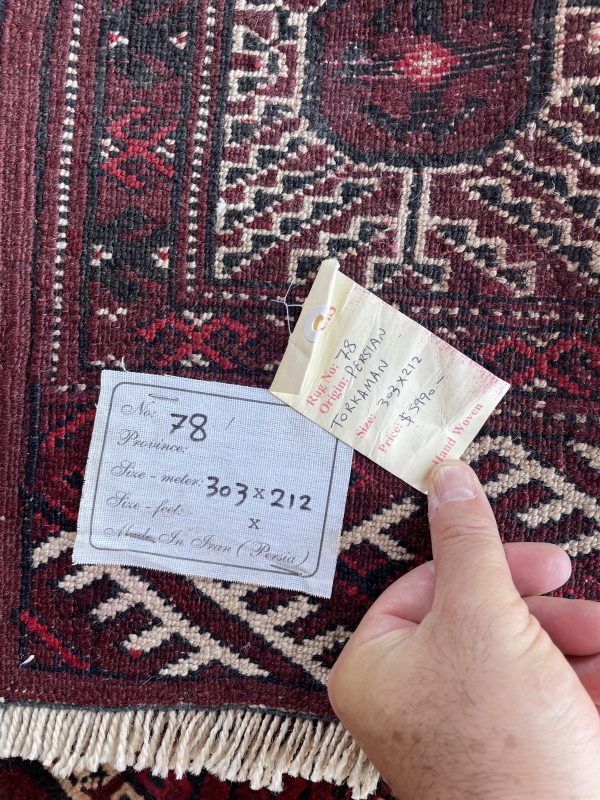 No: 78
Province:
Size - meter: 303 x 212
Size - feet: x
Made In Iran (Persia)
Rug No: 78
Origin: PERSIAN
TORKAMAN
Size: 303X212
Price: $5990-
Hand Woven